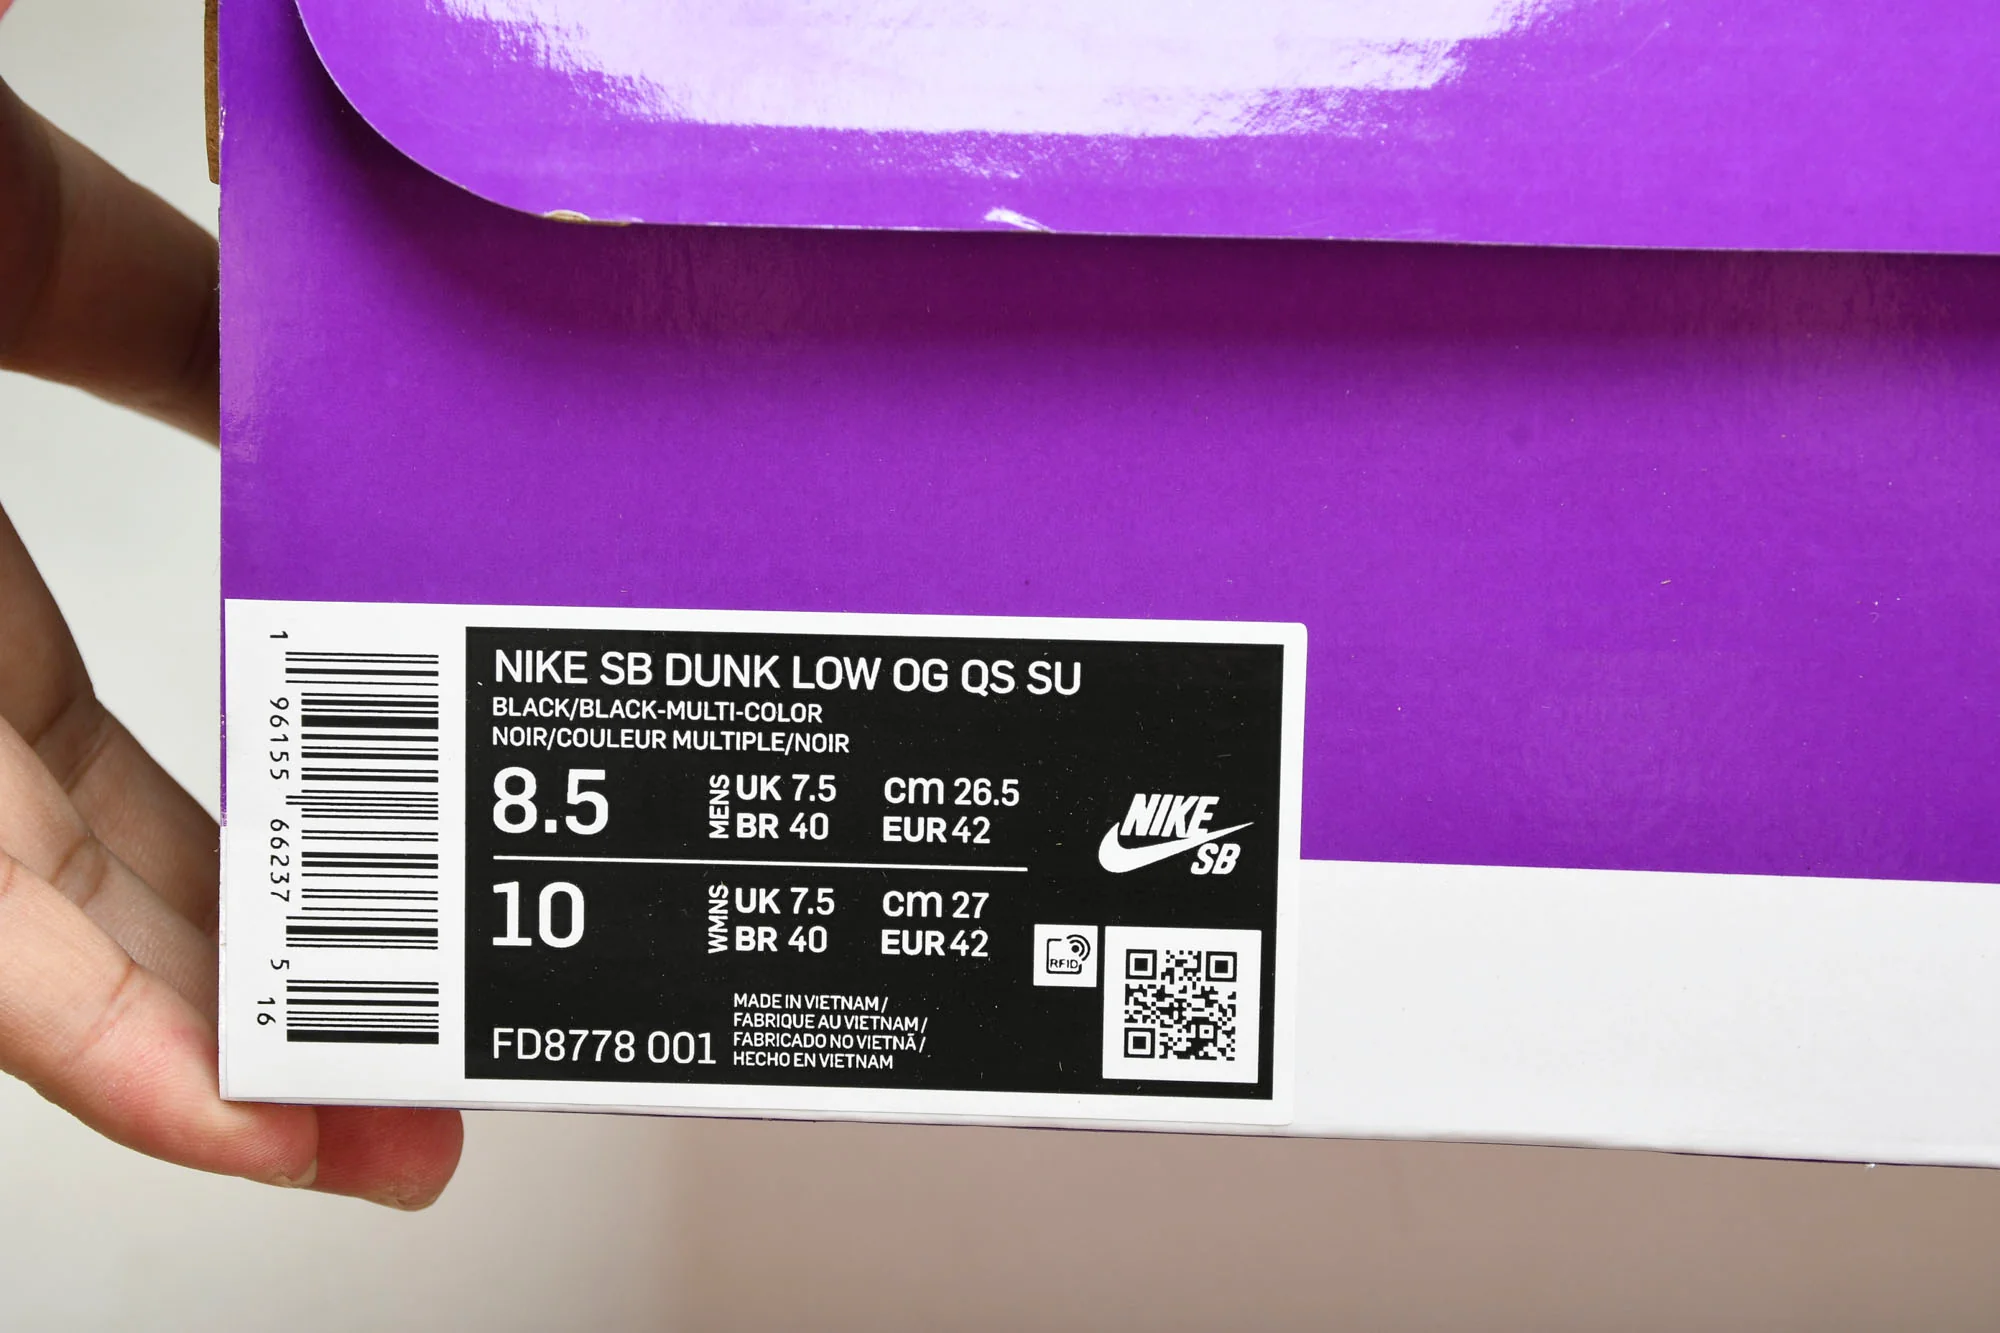 1 96155 66237 5 16
NIKE SB DUNK LOW OG QS SU
BLACK/BLACK-MULTI-COLOR
NOIR/COULEUR MULTIPLE/NOIR
8.5
MENS
UK 7.5 CM 26.5
BR 40 EUR 42
10
WMNS
UK 7.5 CM 27
BR 40 EUR 42
NIKE
SB
RFID
FD8778 001
MADE IN VIETNAM /
FABRIQUE AU VIETNAM /
FABRICADO NO VIETNÃ /
HECHO EN VIETNAM